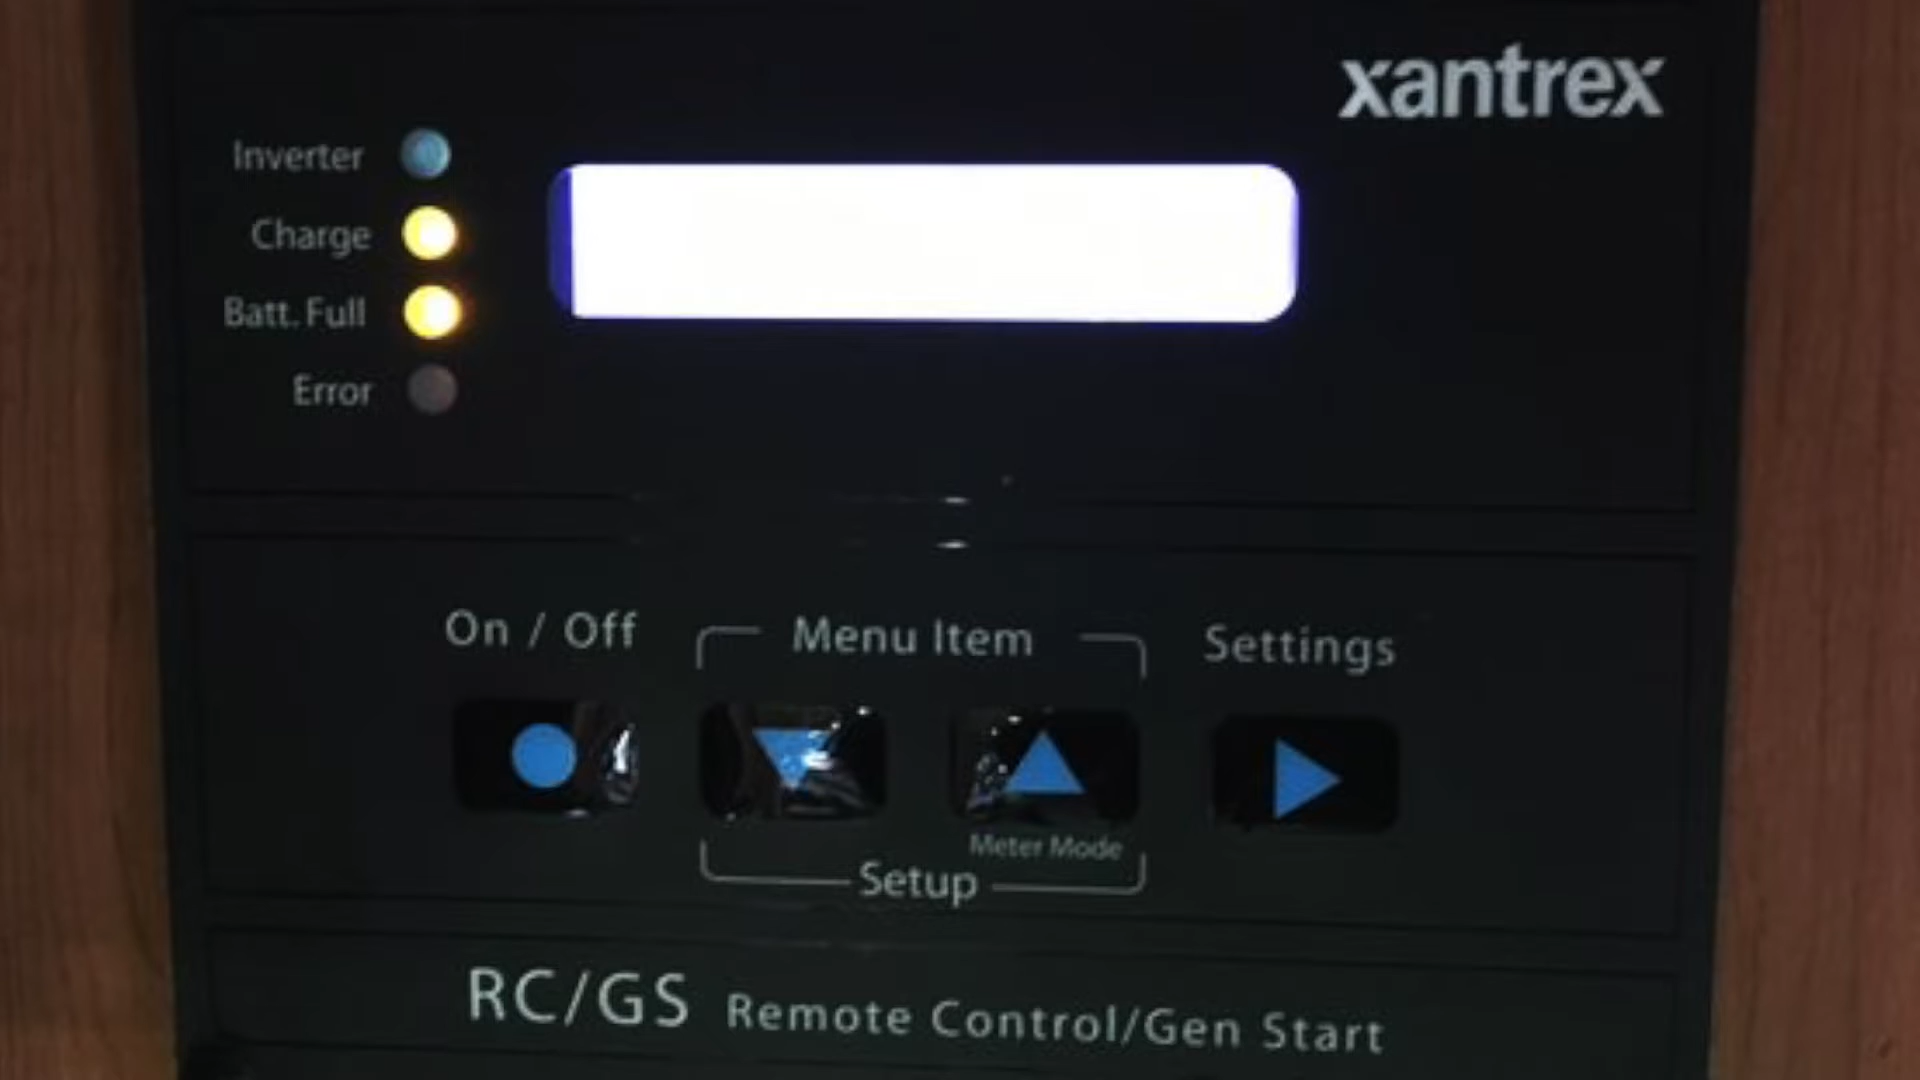 xantrex
Inverter
Charge
Batt. Full
Error
On / Off
Menu Item
Settings
Meter Mode
Setup
RC/GS Remote Control/Gen Start